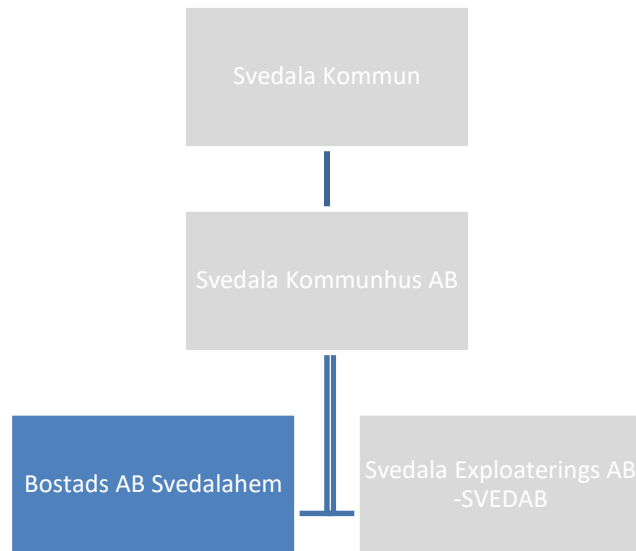 Svedala Kommun
Svedala Kommunhus AB
Bostads AB Svedalahem
Svedala Exploaterings AB
-SVEDAB